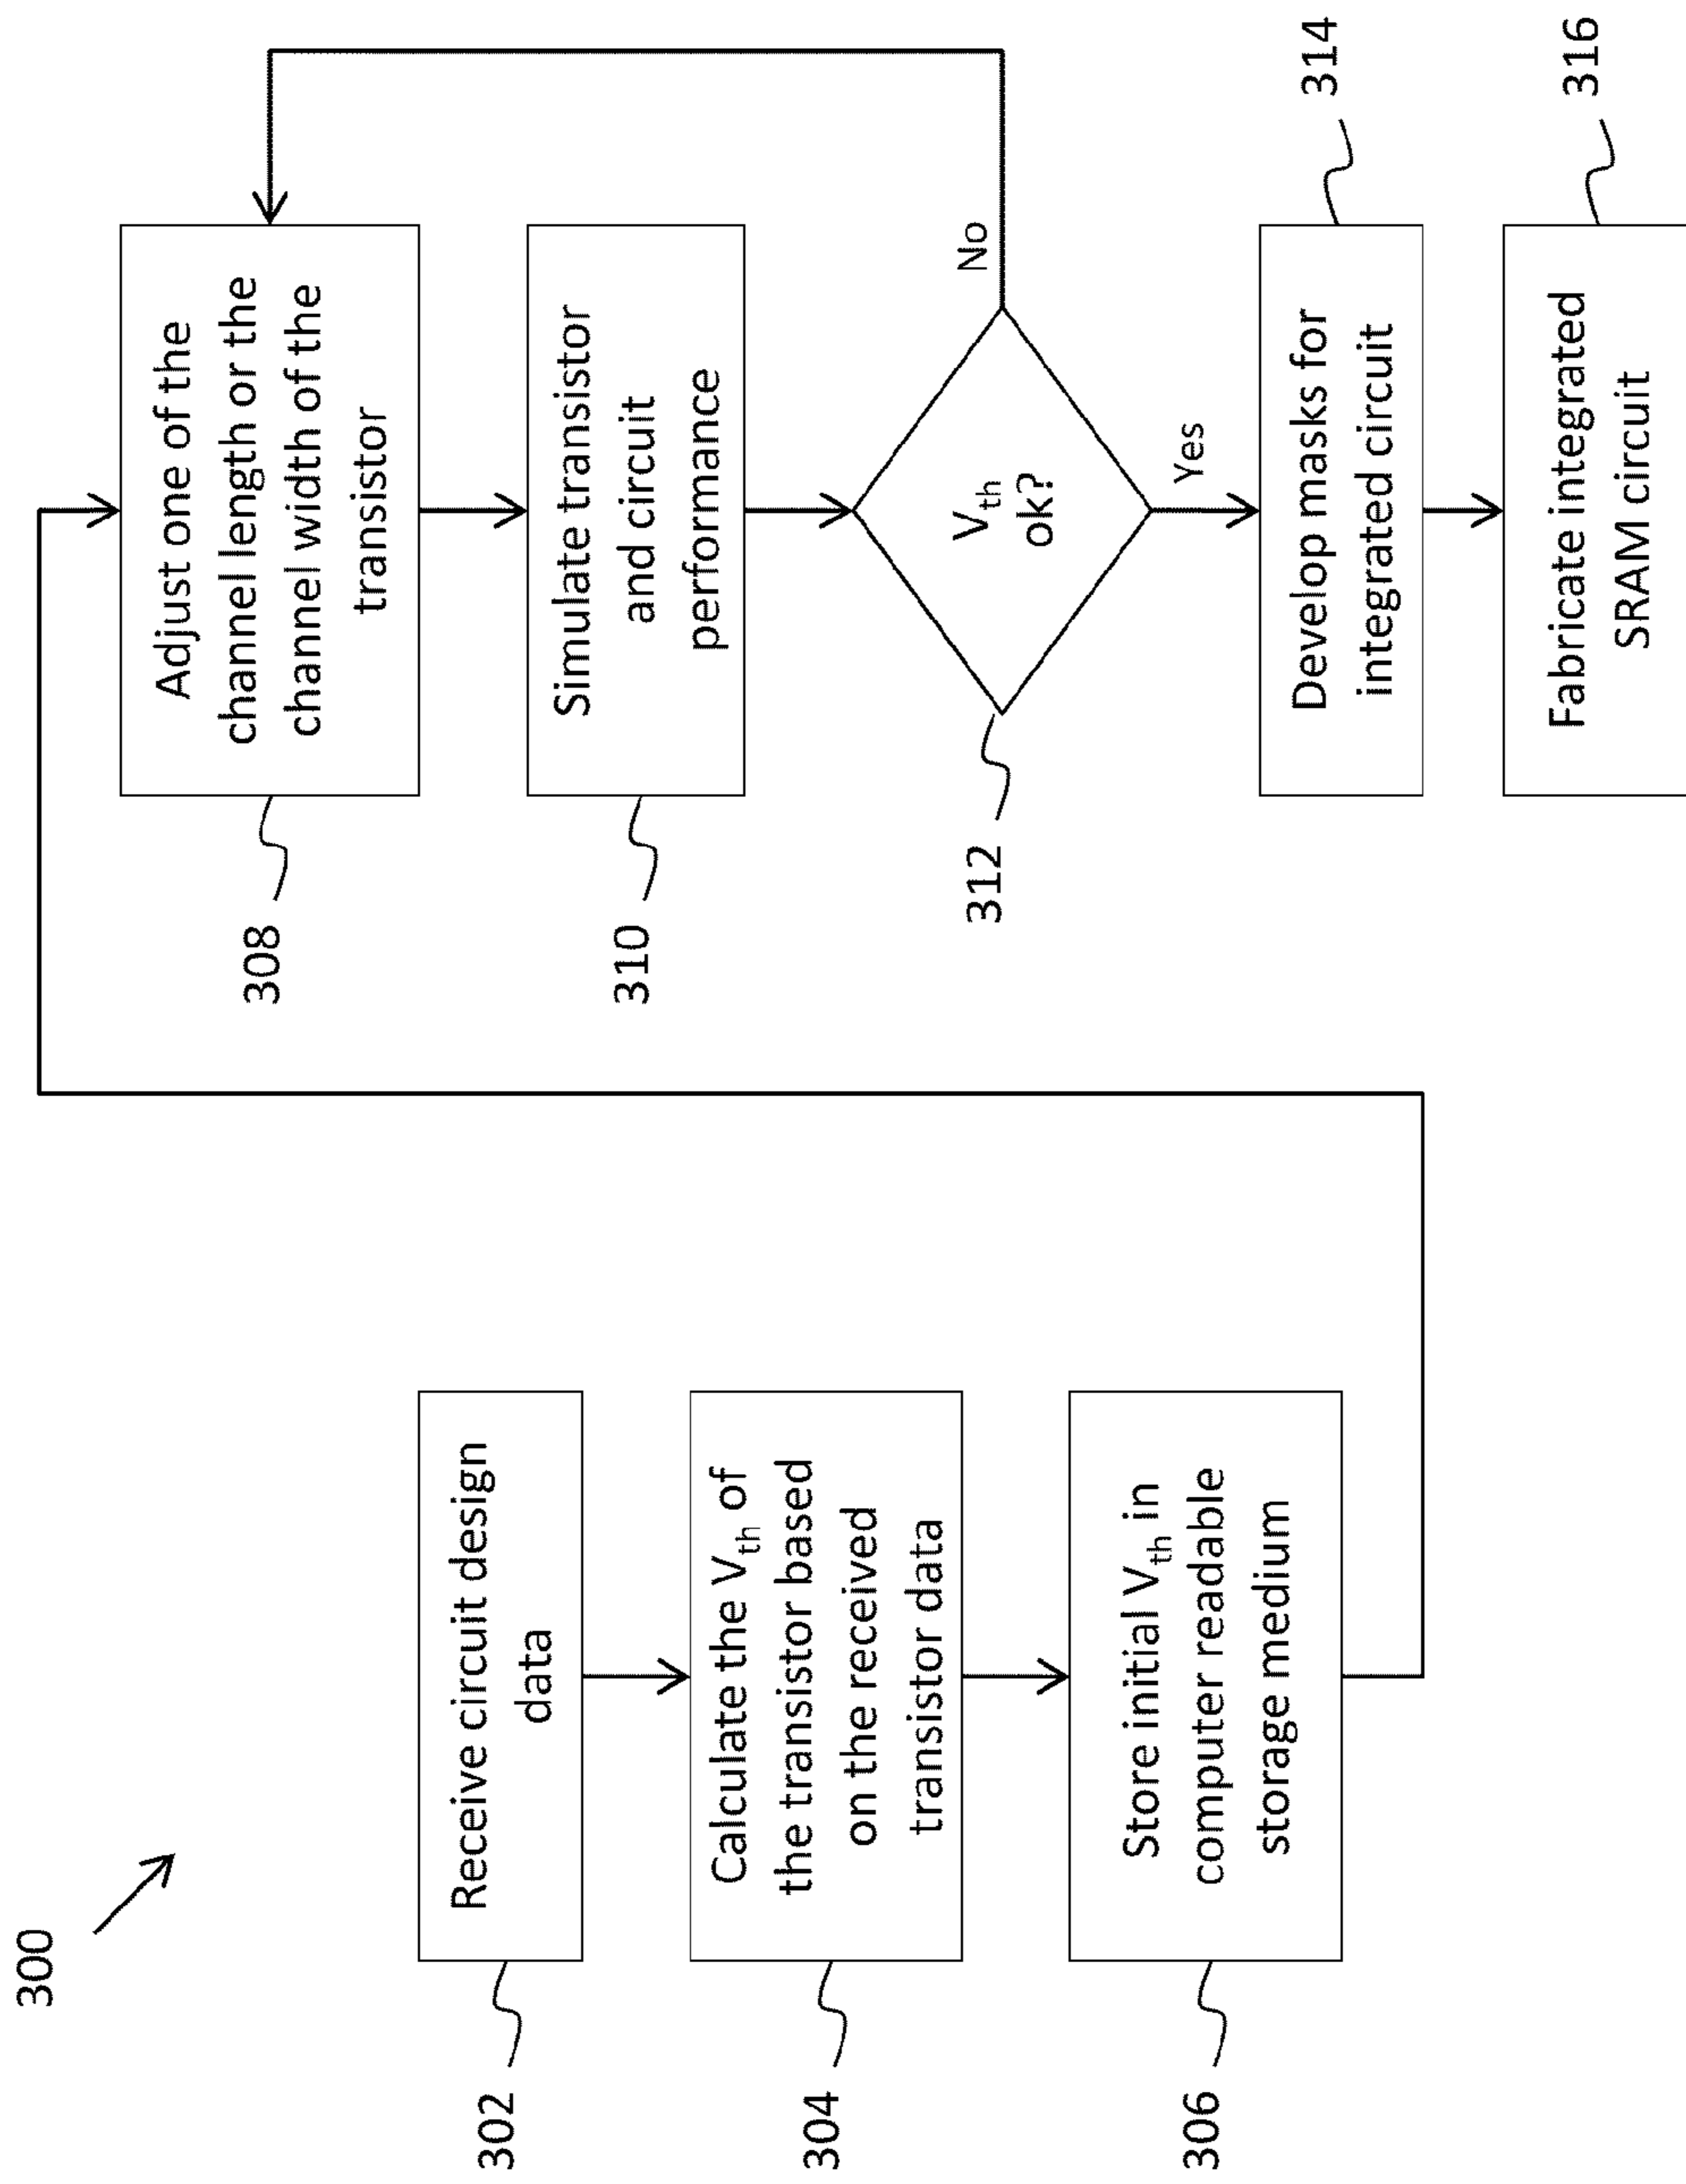 300
302
Receive circuit design
data
304
Calculate the Vth of
the transistor based
on the received
transistor data
306
Store initial Vth in
computer readable
storage medium
308
Adjust one of the
channel length or the
channel width of the
transistor
310
Simulate transistor
and circuit
performance
312
Vth
ok?
No
Yes
Develop masks for
integrated circuit
314
Fabricate integrated
SRAM circuit
316